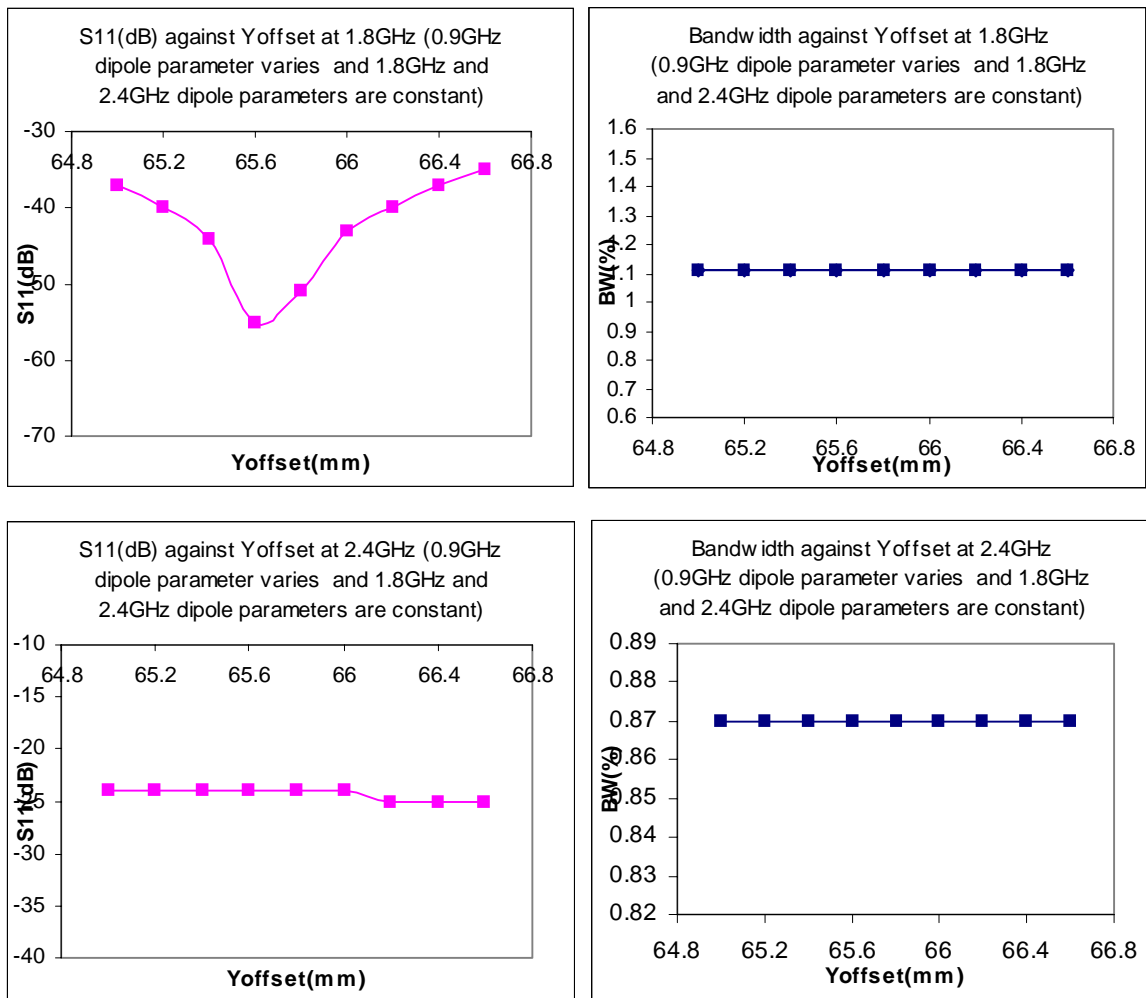 S11(dB) against Yoffset at 1.8GHz (0.9GHz
dipole parameter varies and 1.8GHz and
2.4GHz dipole parameters are constant)
-30
64.8 65.2 65.6 66 66.4 66.8
-40
-50
-60
-70
S11(dB)
Yoffset(mm)
Bandwidth against Yoffset at 1.8GHz
(0.9GHz dipole parameter varies and 1.8GHz
and 2.4GHz dipole parameters are constant)
1.6
1.5
1.4
1.3
1.2
1.1
1
0.9
0.8
0.7
0.6
BW(%)
64.8 65.2 65.6 66 66.4 66.8
Yoffset(mm)
S11(dB) against Yoffset at 2.4GHz (0.9GHz
dipole parameter varies and 1.8GHz and
2.4GHz dipole parameters are constant)
-10
64.8 65.2 65.6 66 66.4 66.8
-15
-20
-25
-30
-35
-40
S11(dB)
Yoffset(mm)
Bandwidth against Yoffset at 2.4GHz
(0.9GHz dipole parameter varies and 1.8GHz
and 2.4GHz dipole parameters are constant)
0.89
0.88
0.87
0.86
0.85
0.84
0.83
0.82
BW(%)
64.8 65.2 65.6 66 66.4 66.8
Yoffset(mm)